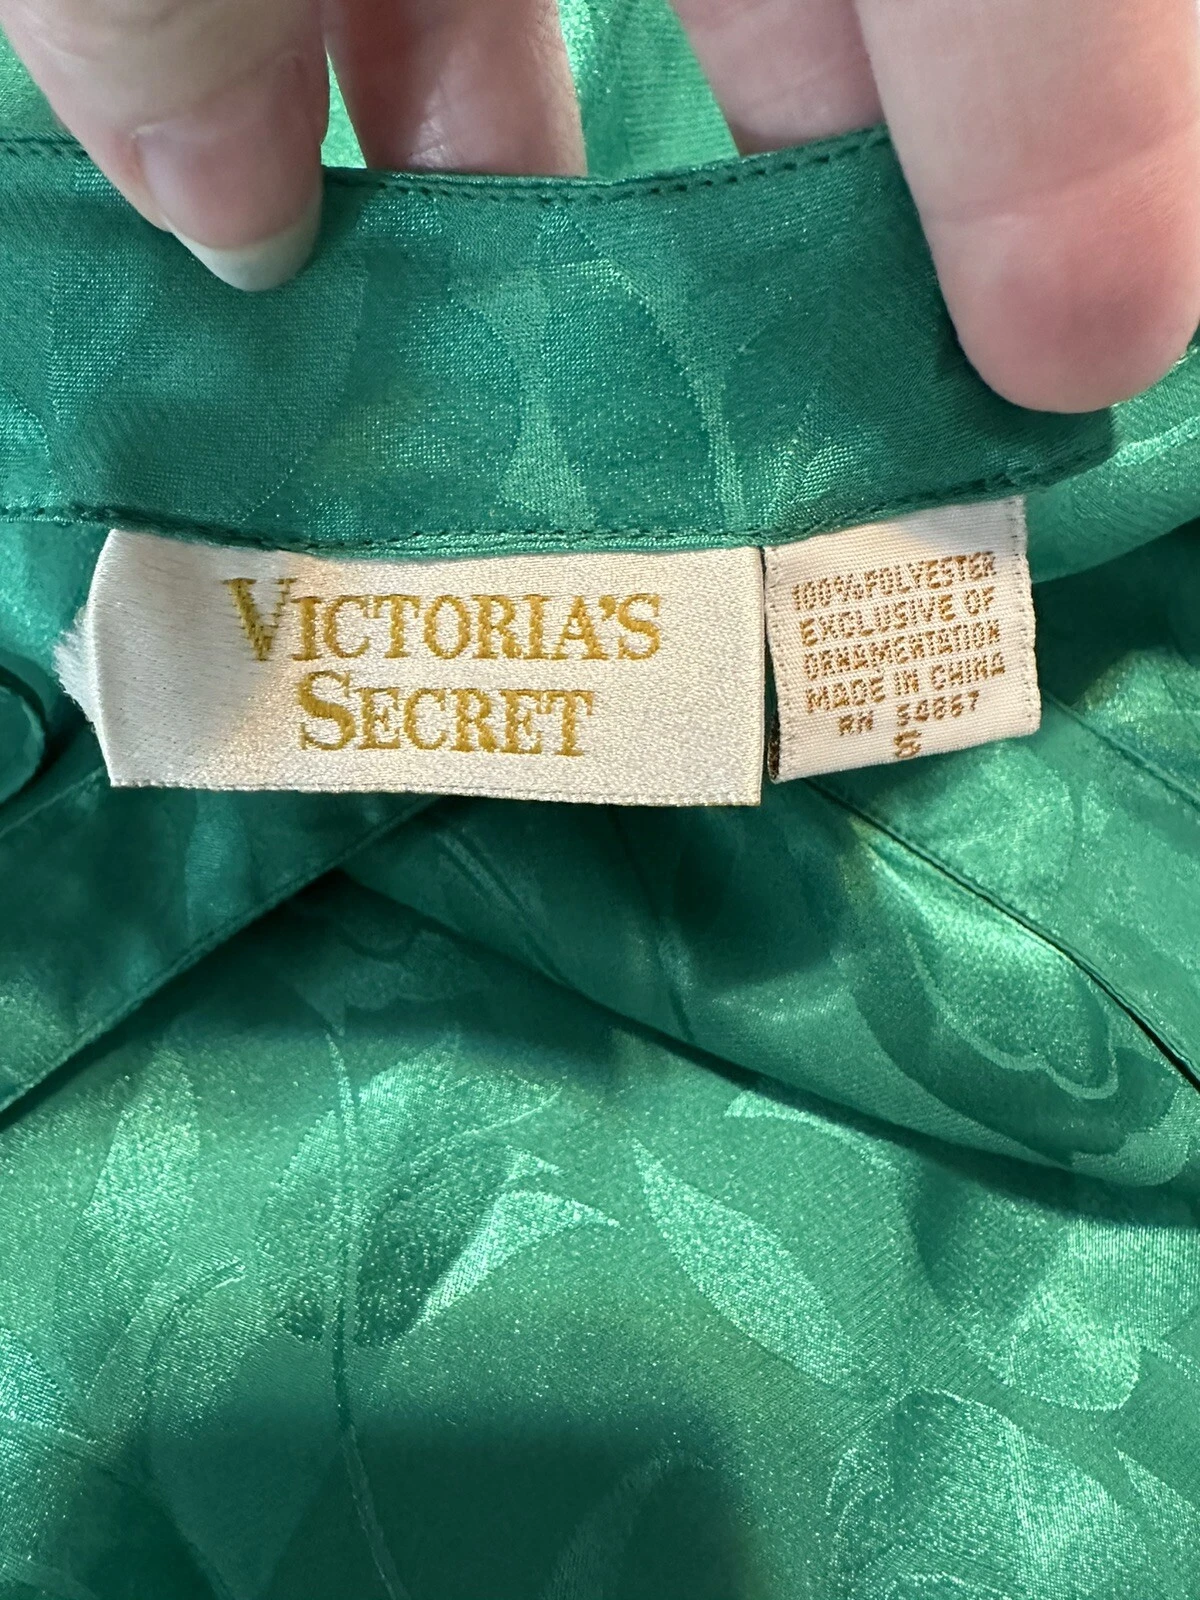 VICTORIA'S
SECRET
100% POLYESTER
EXCLUSIVE OF
ORNAMENTATION
MADE IN CHINA
RN 54867
S